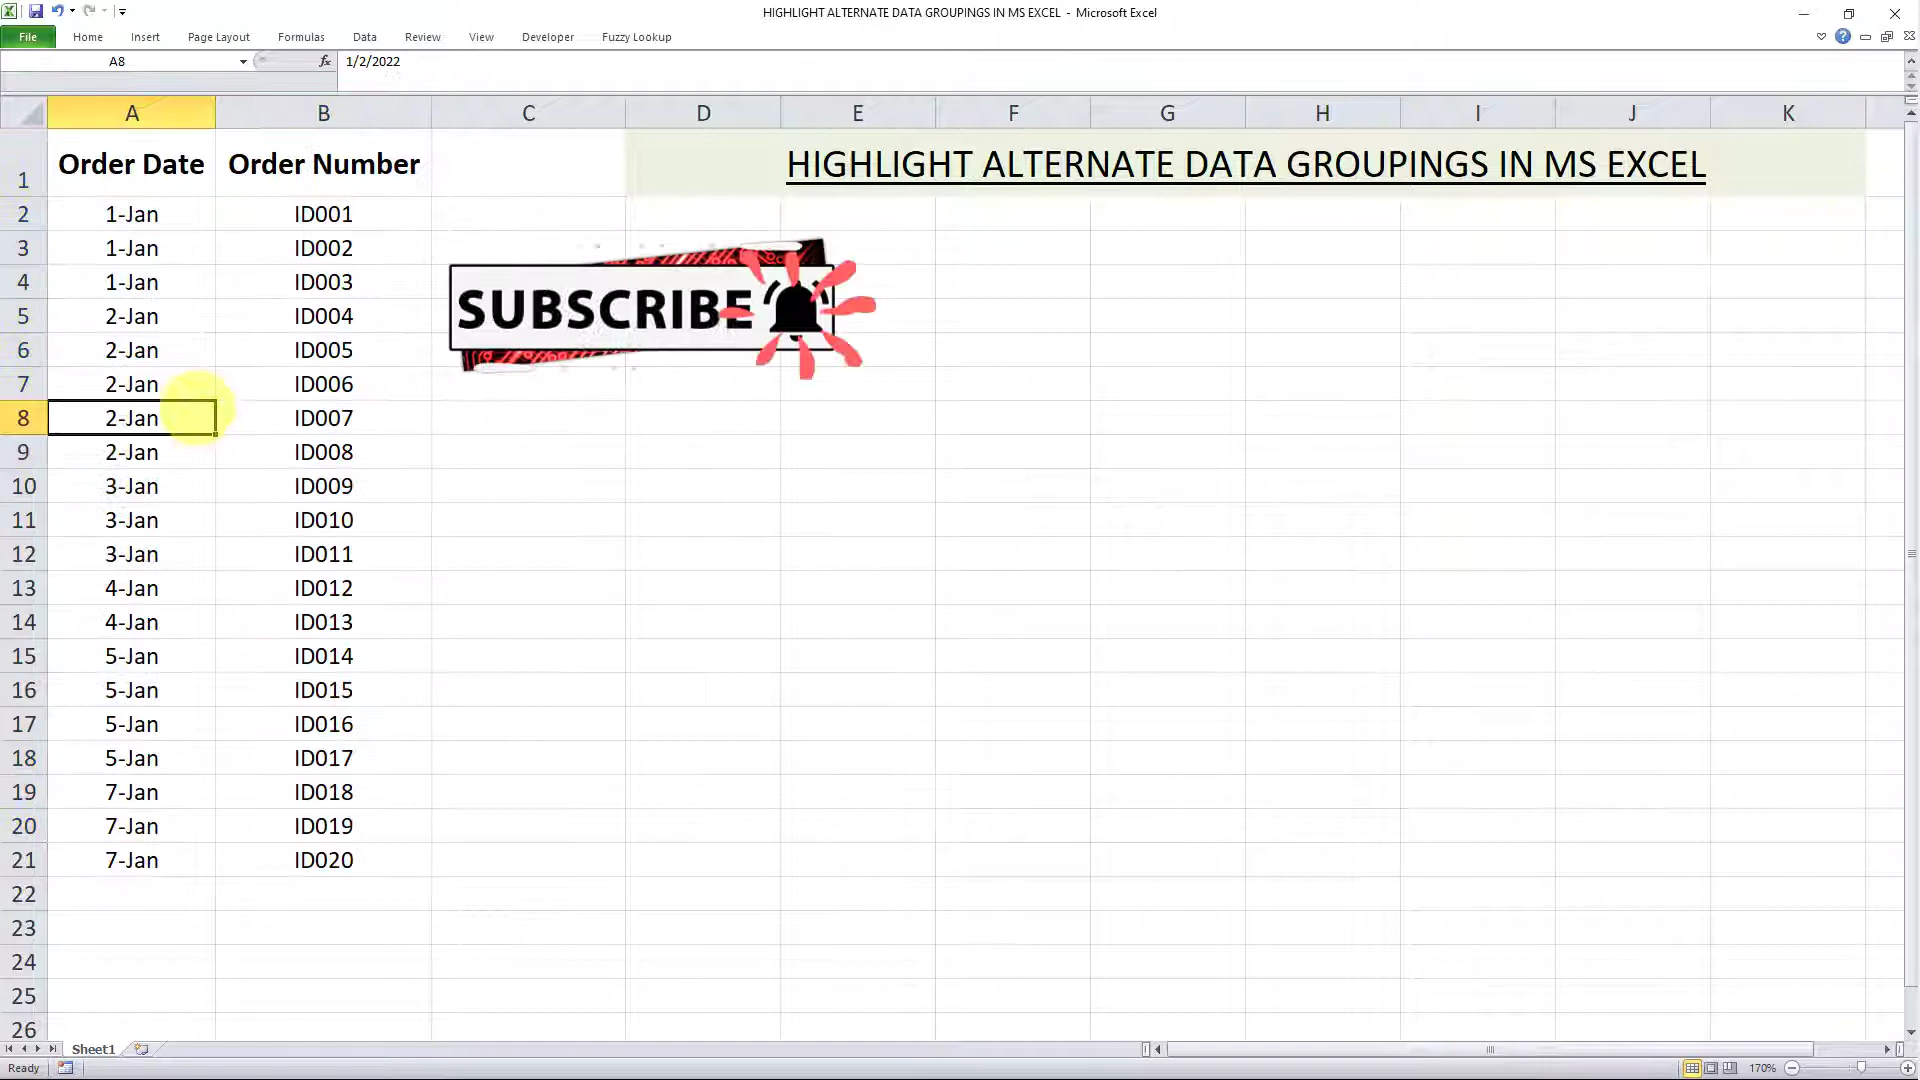 HIGHLIGHT ALTERNATE DATA GROUPINGS IN MS EXCEL - Microsoft Excel
File Home Insert Page Layout Formulas Data Review View Developer Fuzzy Lookup
A8 fx 1/2/2022
A B C D E F G H I J K
1 Order Date Order Number HIGHLIGHT ALTERNATE DATA GROUPINGS IN MS EXCEL
2 1-Jan ID001
3 1-Jan ID002
4 1-Jan ID003
SUBSCRIBE
5 2-Jan ID004
6 2-Jan ID005
7 2-Jan ID006
8 2-Jan ID007
9 2-Jan ID008
10 3-Jan ID009
11 3-Jan ID010
12 3-Jan ID011
13 4-Jan ID012
14 4-Jan ID013
15 5-Jan ID014
16 5-Jan ID015
17 5-Jan ID016
18 5-Jan ID017
19 7-Jan ID018
20 7-Jan ID019
21 7-Jan ID020
22
23
24
25
26
Sheet1
Ready 170%